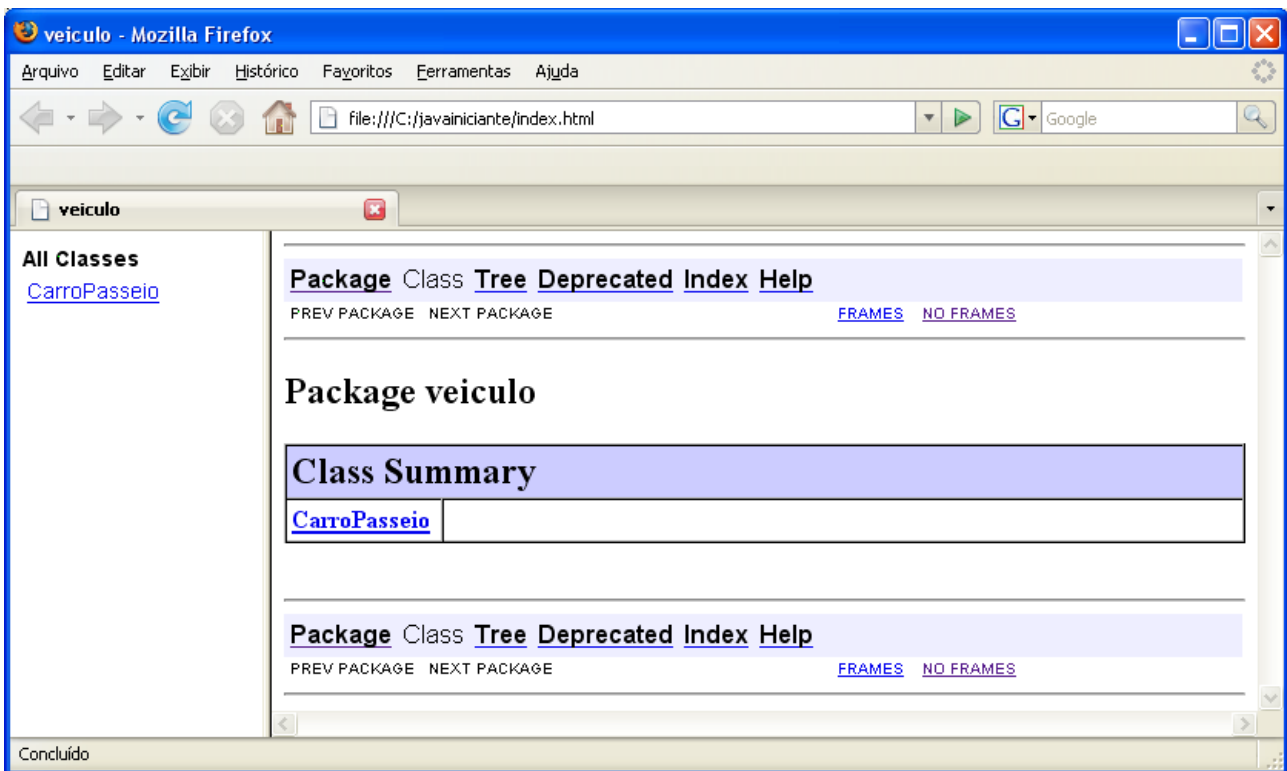 veiculo - Mozilla Firefox
Arquivo Editar Exibir Histórico Favoritos Ferramentas Ajuda
file:///C:/javainiciante/index.html
G Google
veiculo
All Classes
CarroPasseio
Package Class Tree Deprecated Index Help
PREV PACKAGE NEXT PACKAGE FRAMES NO FRAMES
Package veiculo
Class Summary
CarroPasseio
Package Class Tree Deprecated Index Help
PREV PACKAGE NEXT PACKAGE FRAMES NO FRAMES
Concluído